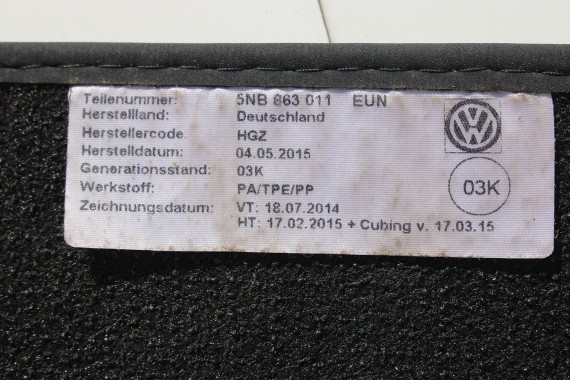 Teilenummer: 5NB 863 011 EUN
Herstellland: Deutschland
Herstellercode: HGZ
Herstelldatum: 04.05.2015
Generationsstand: 03K
Werkstoff: PA/TPE/PP
Zeichnungsdatum: VT: 18.07.2014
HT: 17.02.2015 + Cubing v. 17.03.15
VW
03K